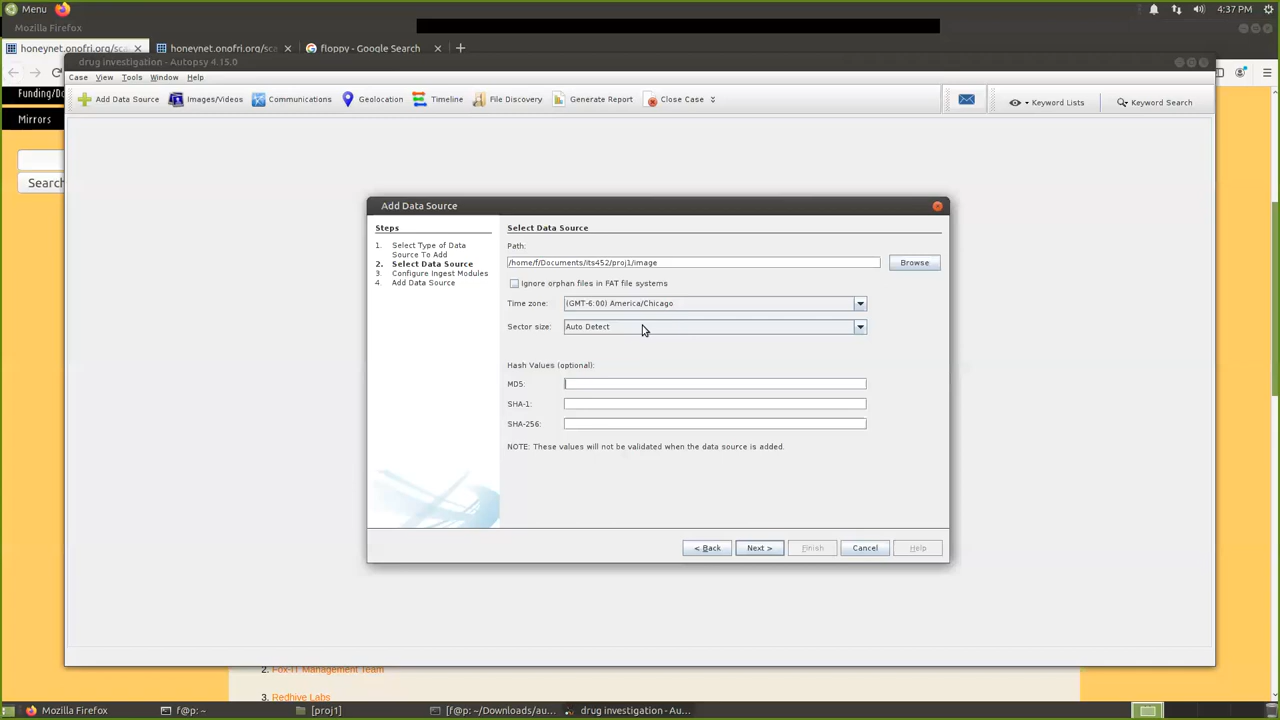 Menu
4:37 PM
Mozilla Firefox
honeynet.onofri.org/sca
honeynet.onofri.org/sca
floppy - Google Search
drug investigation - Autopsy 4.15.0
Case View Tools Window Help
Funding/Do
Add Data Source
Images/Videos
Communications
Geolocation
Timeline
File Discovery
Generate Report
Close Case
Keyword Lists
Keyword Search
Mirrors
Search
Add Data Source
Steps
1. Select Type of Data
Source To Add
2. Select Data Source
3. Configure Ingest Modules
4. Add Data Source
Select Data Source
Path:
/home/f/Documents/its452/proj1/image
Browse
Ignore orphan files in FAT file systems
Time zone: (GMT-6:00) America/Chicago
Sector size: Auto Detect
Hash Values (optional):
MD5:
SHA-1:
SHA-256:
NOTE: These values will not be validated when the data source is added.
< Back
Next >
Finish
Cancel
Help
2. Fox-IT Management Team
3. Redhive Labs
Mozilla Firefox
f@p: ~
[proj1]
[f@p: ~/Downloads/au...
drug investigation - Au...